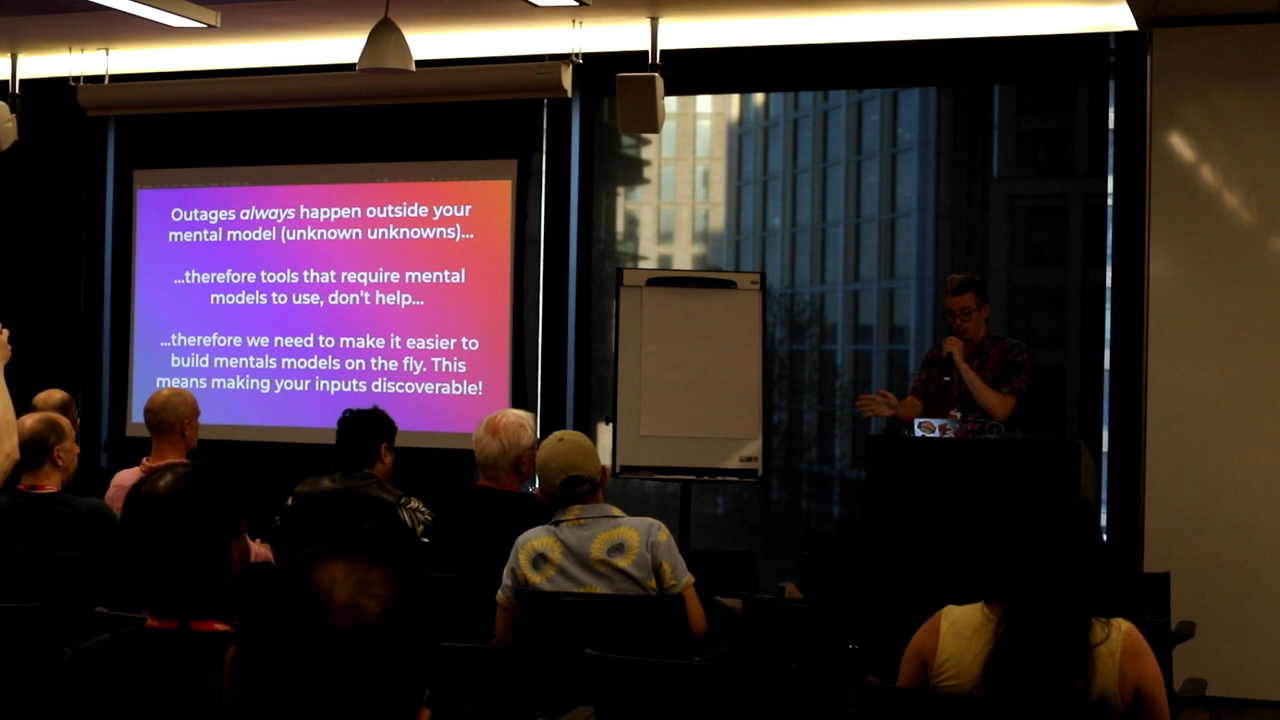 Outages always happen outside your
mental model (unknown unknowns)...
...therefore tools that require mental
models to use, don't help...
...therefore we need to make it easier to
build mentals models on the fly. This
means making your inputs discoverable!